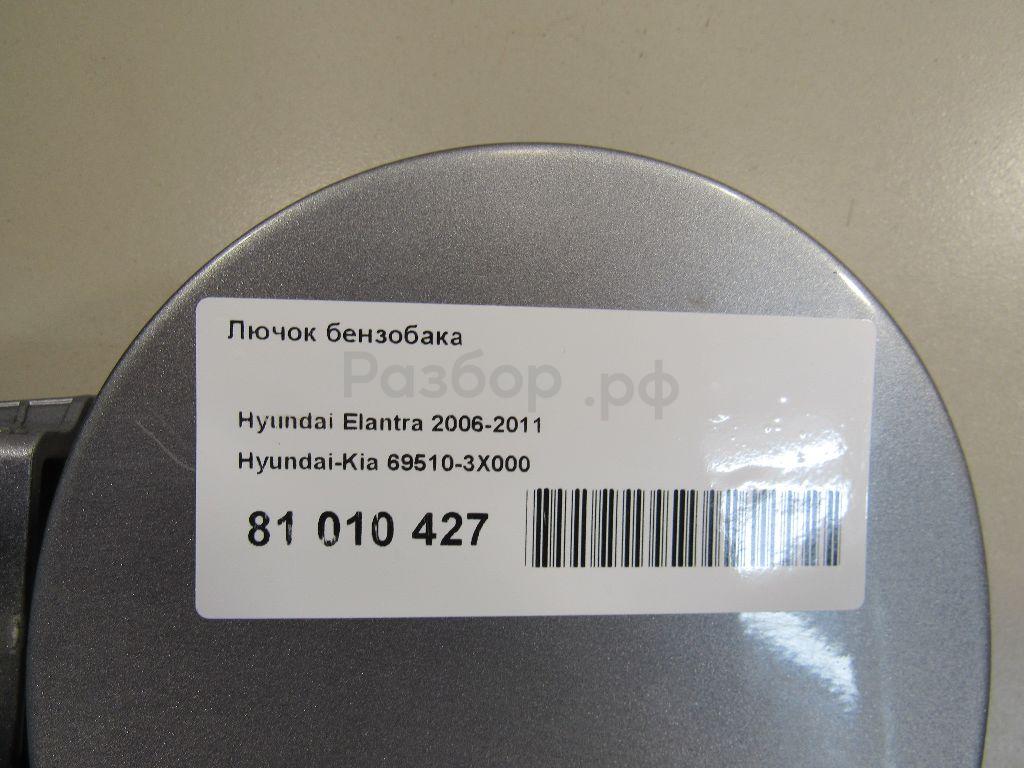 Лючок бензобака
Разбор.рф
Hyundai Elantra 2006-2011
Hyundai-Kia 69510-3X000
81 010 427